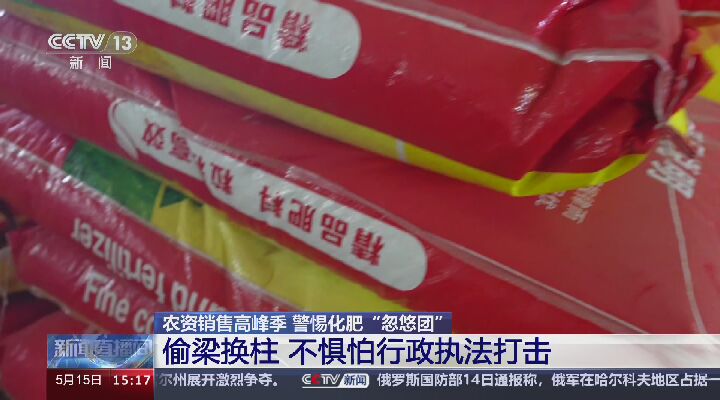 CCTV 13
新闻
精品肥料
精品肥料 粒粒高效
Fine
fertilizer
农资销售高峰季 警惕化肥“忽悠团”
新闻直播间
偷梁换柱 不惧怕行政执法打击
5月15日 15:17 尔州展开激烈争夺。 CCTV新闻 俄罗斯国防部14日通报称，俄军在哈尔科夫地区占据一